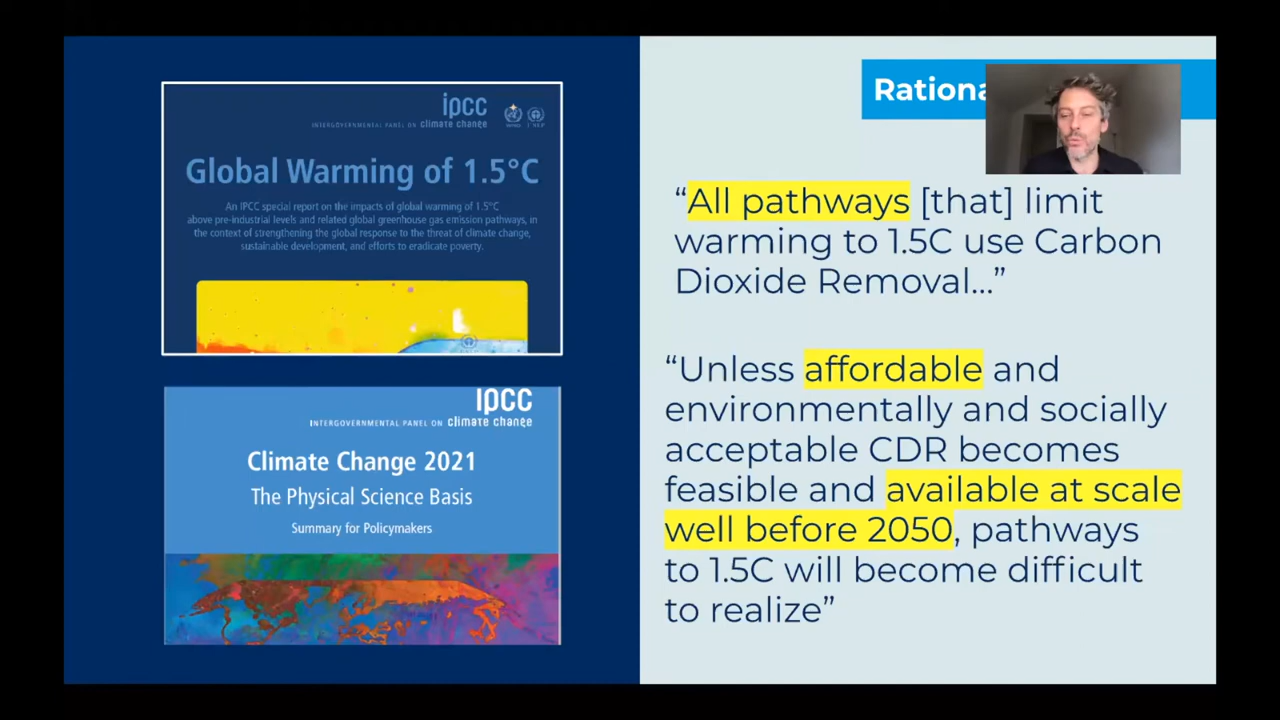 ipcc
INTERGOVERNMENTAL PANEL ON climate change
Global Warming of 1.5°C
An IPCC special report on the impacts of global warming of 1.5°C
above pre-industrial levels and related global greenhouse gas emission pathways, in
the context of strengthening the global response to the threat of climate change,
sustainable development, and efforts to eradicate poverty.
ipcc
INTERGOVERNMENTAL PANEL ON climate change
Climate Change 2021
The Physical Science Basis
Summary for Policymakers
“All pathways [that] limit
warming to 1.5C use Carbon
Dioxide Removal...”
“Unless affordable and
environmentally and socially
acceptable CDR becomes
feasible and available at scale
well before 2050, pathways
to 1.5C will become difficult
to realize”